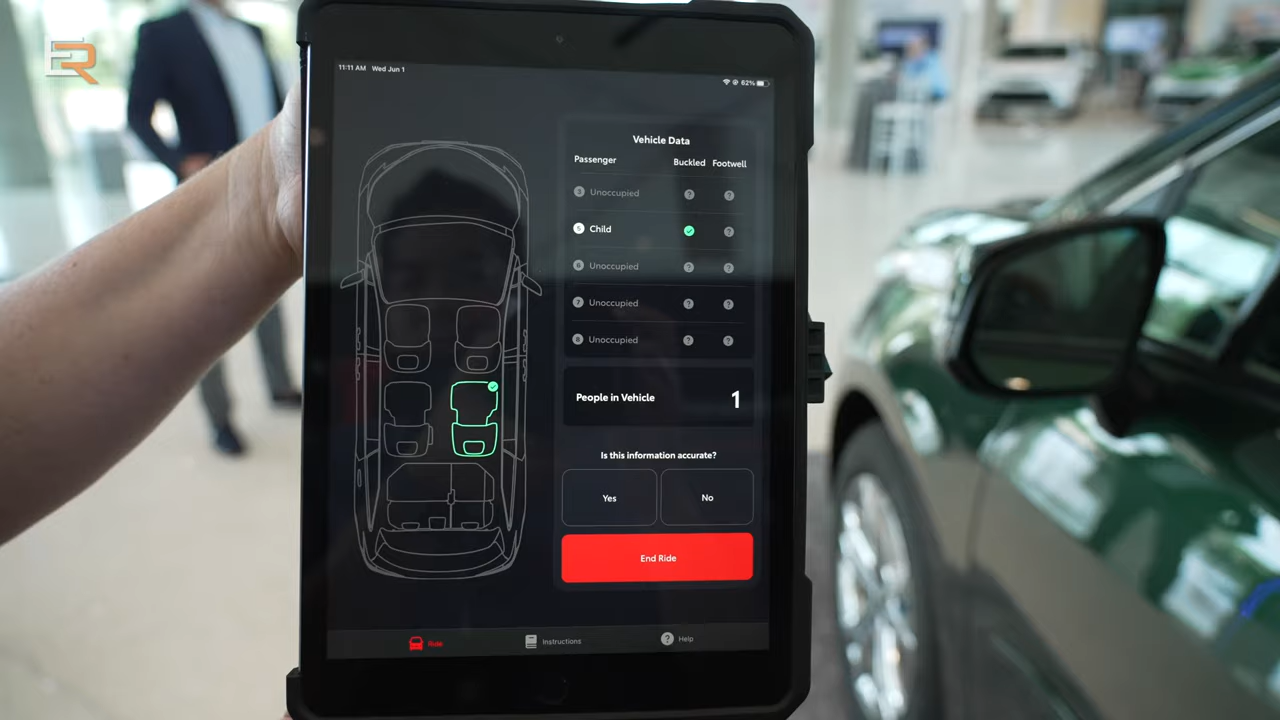 ER
11:11 AM Wed Jun 1
62%
Vehicle Data
Passenger Buckled Footwell
3 Unoccupied ? ?
5 Child ?
6 Unoccupied ? ?
7 Unoccupied ? ?
8 Unoccupied ? ?
People in Vehicle 1
Is this information accurate?
Yes No
End Ride
Ride Instructions ? Help